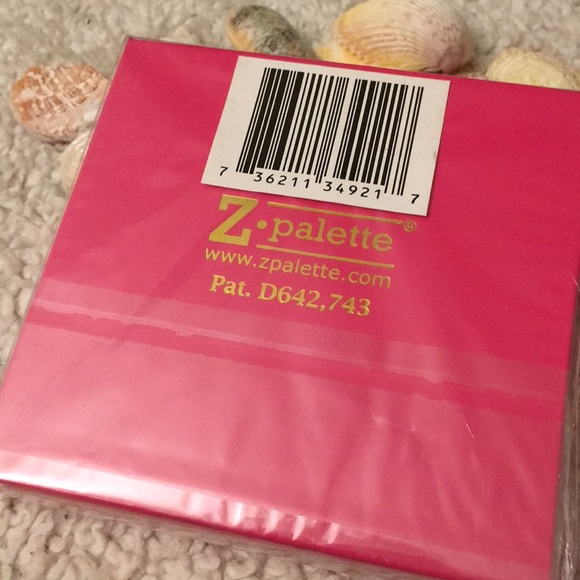 7 36211 34921 7
Z•palette®
www.zpalette.com
Pat. D642,743